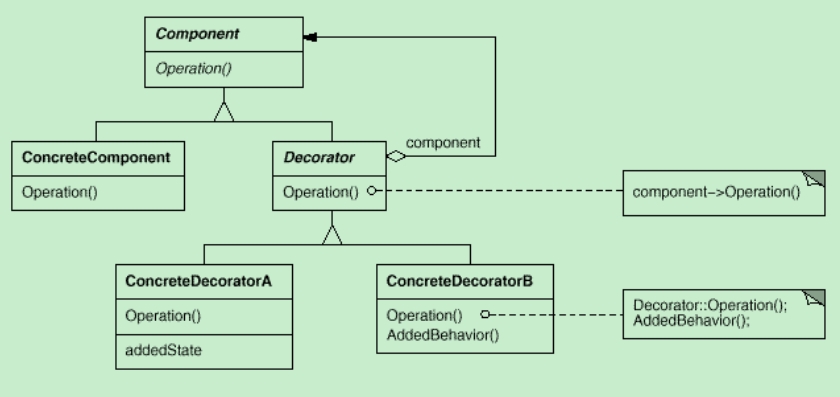 Component
Operation()
component
ConcreteComponent
Operation()
Decorator
Operation()
component–>Operation()
ConcreteDecoratorA
Operation()
addedState
ConcreteDecoratorB
Operation()
AddedBehavior()
Decorator::Operation();
AddedBehavior();